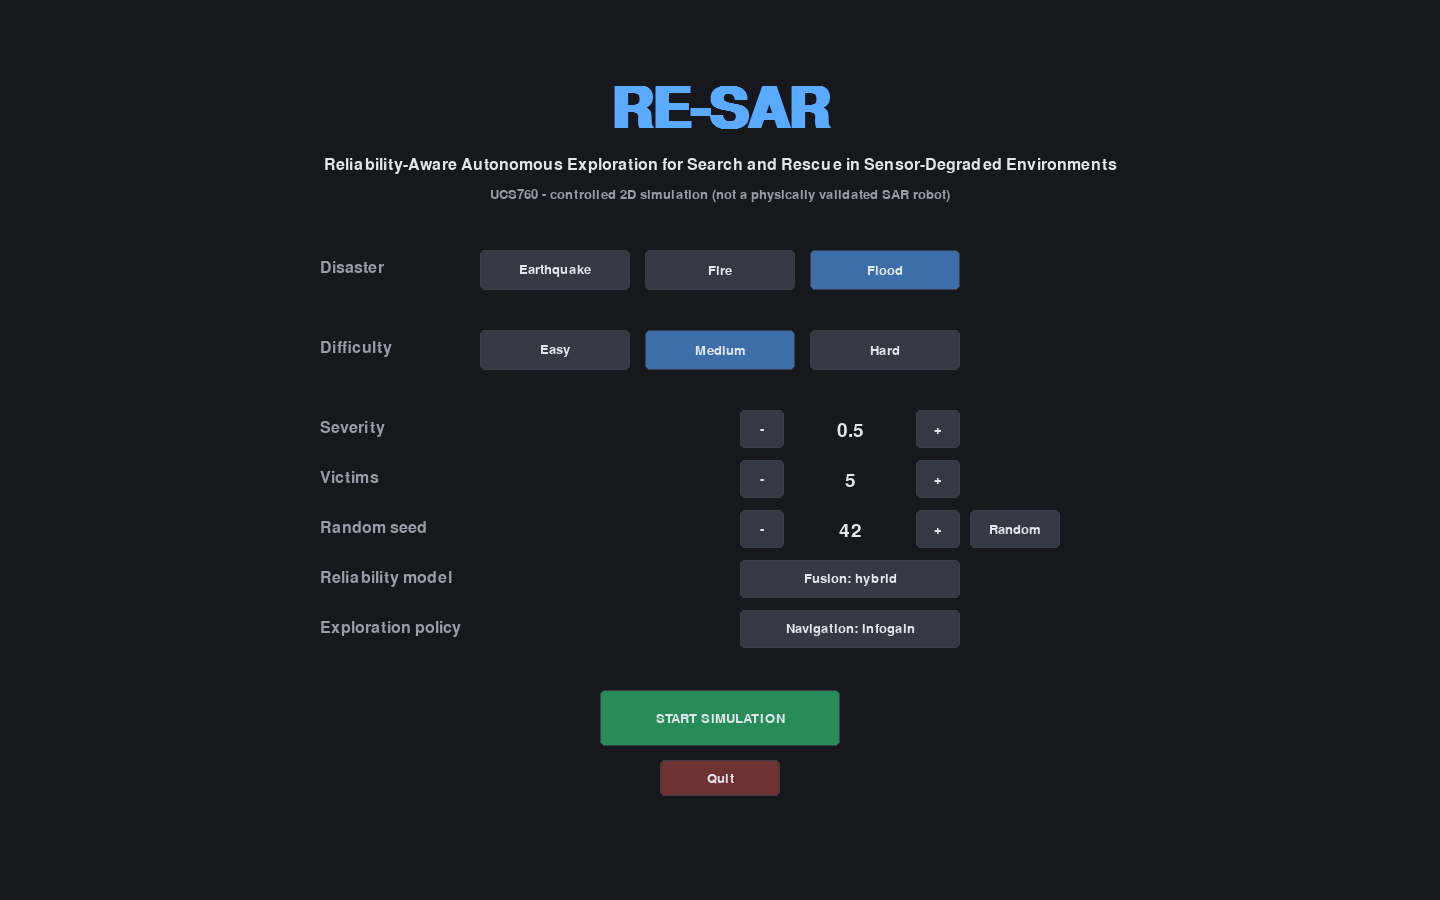 RE-SAR
Reliability-Aware Autonomous Exploration for Search and Rescue in Sensor-Degraded Environments
UCS760 - controlled 2D simulation (not a physically validated SAR robot)
Disaster Earthquake Fire Flood
Difficulty Easy Medium Hard
Severity - 0.5 +
Victims - 5 +
Random seed - 42 + Random
Reliability model Fusion: hybrid
Exploration policy Navigation: infogain
START SIMULATION
Quit